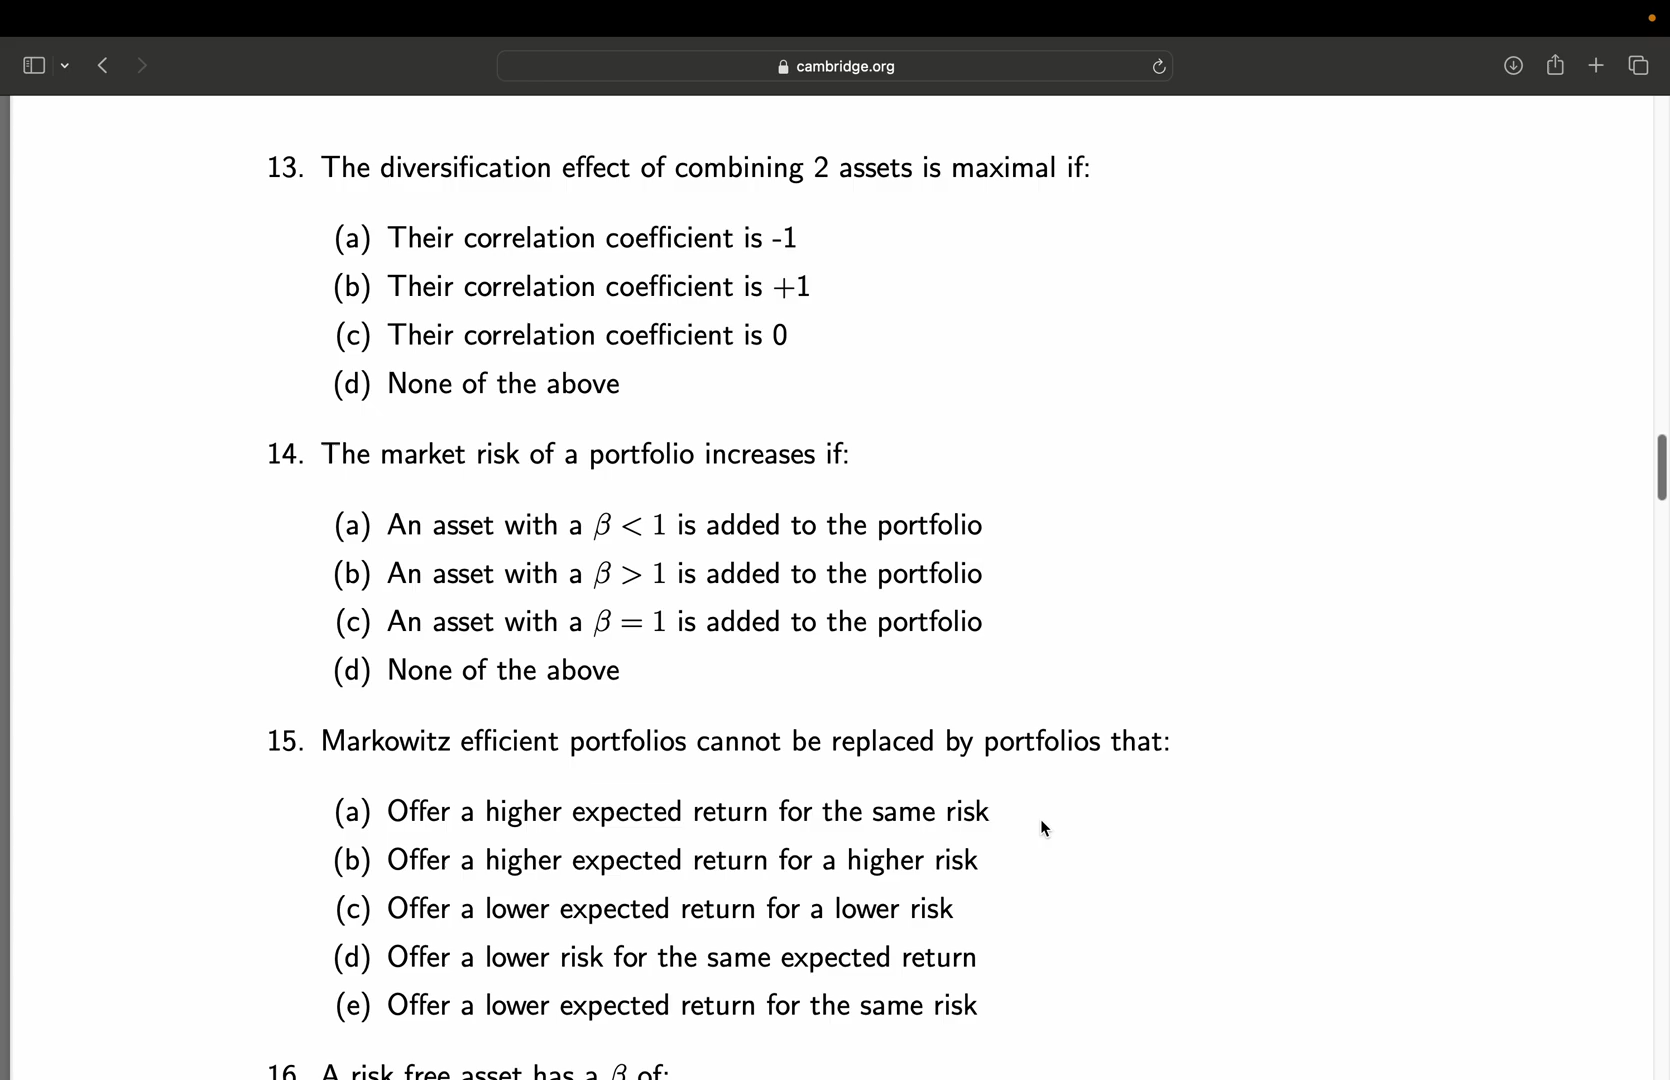 cambridge.org
13. The diversification effect of combining 2 assets is maximal if:
(a) Their correlation coefficient is -1
(b) Their correlation coefficient is +1
(c) Their correlation coefficient is 0
(d) None of the above
14. The market risk of a portfolio increases if:
(a) An asset with a β < 1 is added to the portfolio
(b) An asset with a β > 1 is added to the portfolio
(c) An asset with a β = 1 is added to the portfolio
(d) None of the above
15. Markowitz efficient portfolios cannot be replaced by portfolios that:
(a) Offer a higher expected return for the same risk
(b) Offer a higher expected return for a higher risk
(c) Offer a lower expected return for a lower risk
(d) Offer a lower risk for the same expected return
(e) Offer a lower expected return for the same risk
16. A risk free asset has a β of: